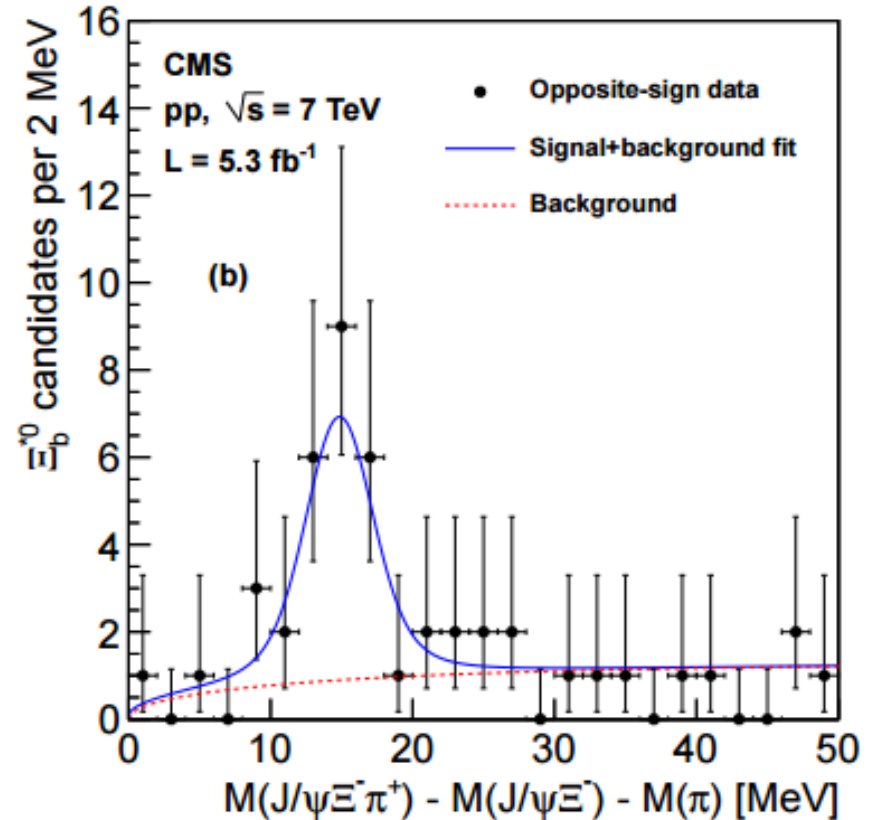 CMS
pp, √s = 7 TeV
L = 5.3 fb⁻¹
(b)
Opposite-sign data
Signal+background fit
Background
Ξb*0 candidates per 2 MeV
16
14
12
10
8
6
4
2
0
0 10 20 30 40 50
M(J/ψΞ⁻π⁺) - M(J/ψΞ⁻) - M(π) [MeV]